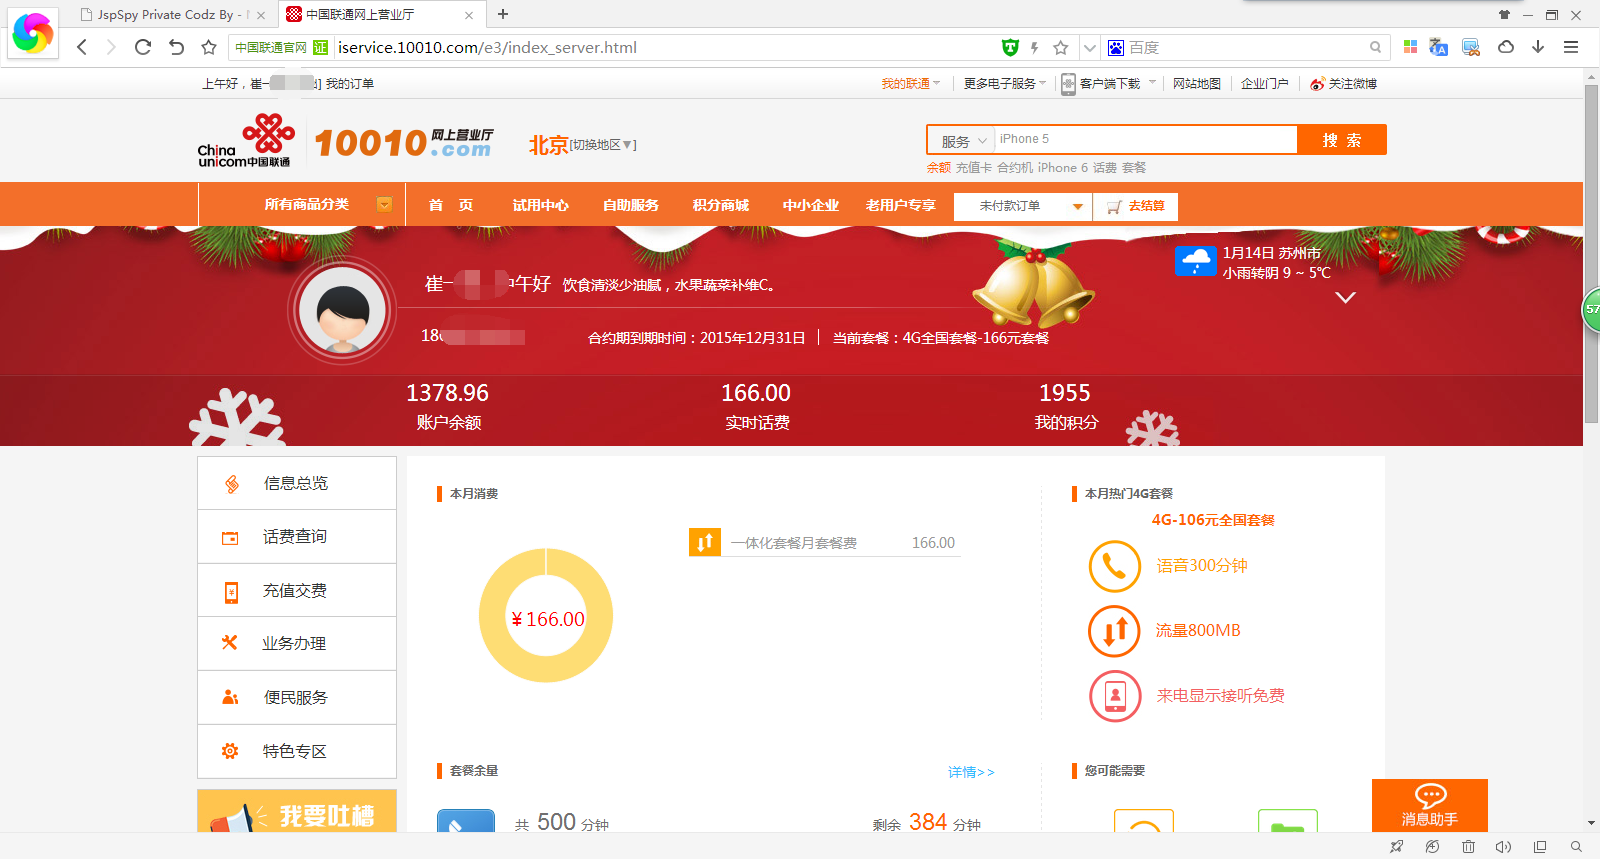 JspSpy Private Codz By -
中国联通网上营业厅
中国联通官网 证 iservice.10010.com/e3/index_server.html
百度
上午好，崔一
我的订单
我的联通 更多电子服务 客户端下载 网站地图 企业门户 关注微博
China unicom中国联通
10010.com 网上营业厅
北京[切换地区▼]
服务 iPhone 5 搜 索
余额 充值卡 合约机 iPhone 6 话费 套餐
所有商品分类 首 页 试用中心 自助服务 积分商城 中小企业 老用户专享 未付款订单 去结算
1月14日 苏州市
小雨转阴 9 ~ 5℃
崔一 午好 饮食清淡少油腻，水果蔬菜补维C。
57
18 合约期到期时间：2015年12月31日 | 当前套餐：4G全国套餐-166元套餐
1378.96 166.00 1955
账户余额 实时话费 我的积分
信息总览
话费查询
充值交费
业务办理
便民服务
特色专区
我要吐槽
本月消费
一体化套餐月套餐费 166.00
¥ 166.00
本月热门4G套餐
4G-106元全国套餐
语音300分钟
流量800MB
来电显示接听免费
套餐余量 详情>>
共 500 分钟 剩余 384 分钟
您可能需要
消息助手